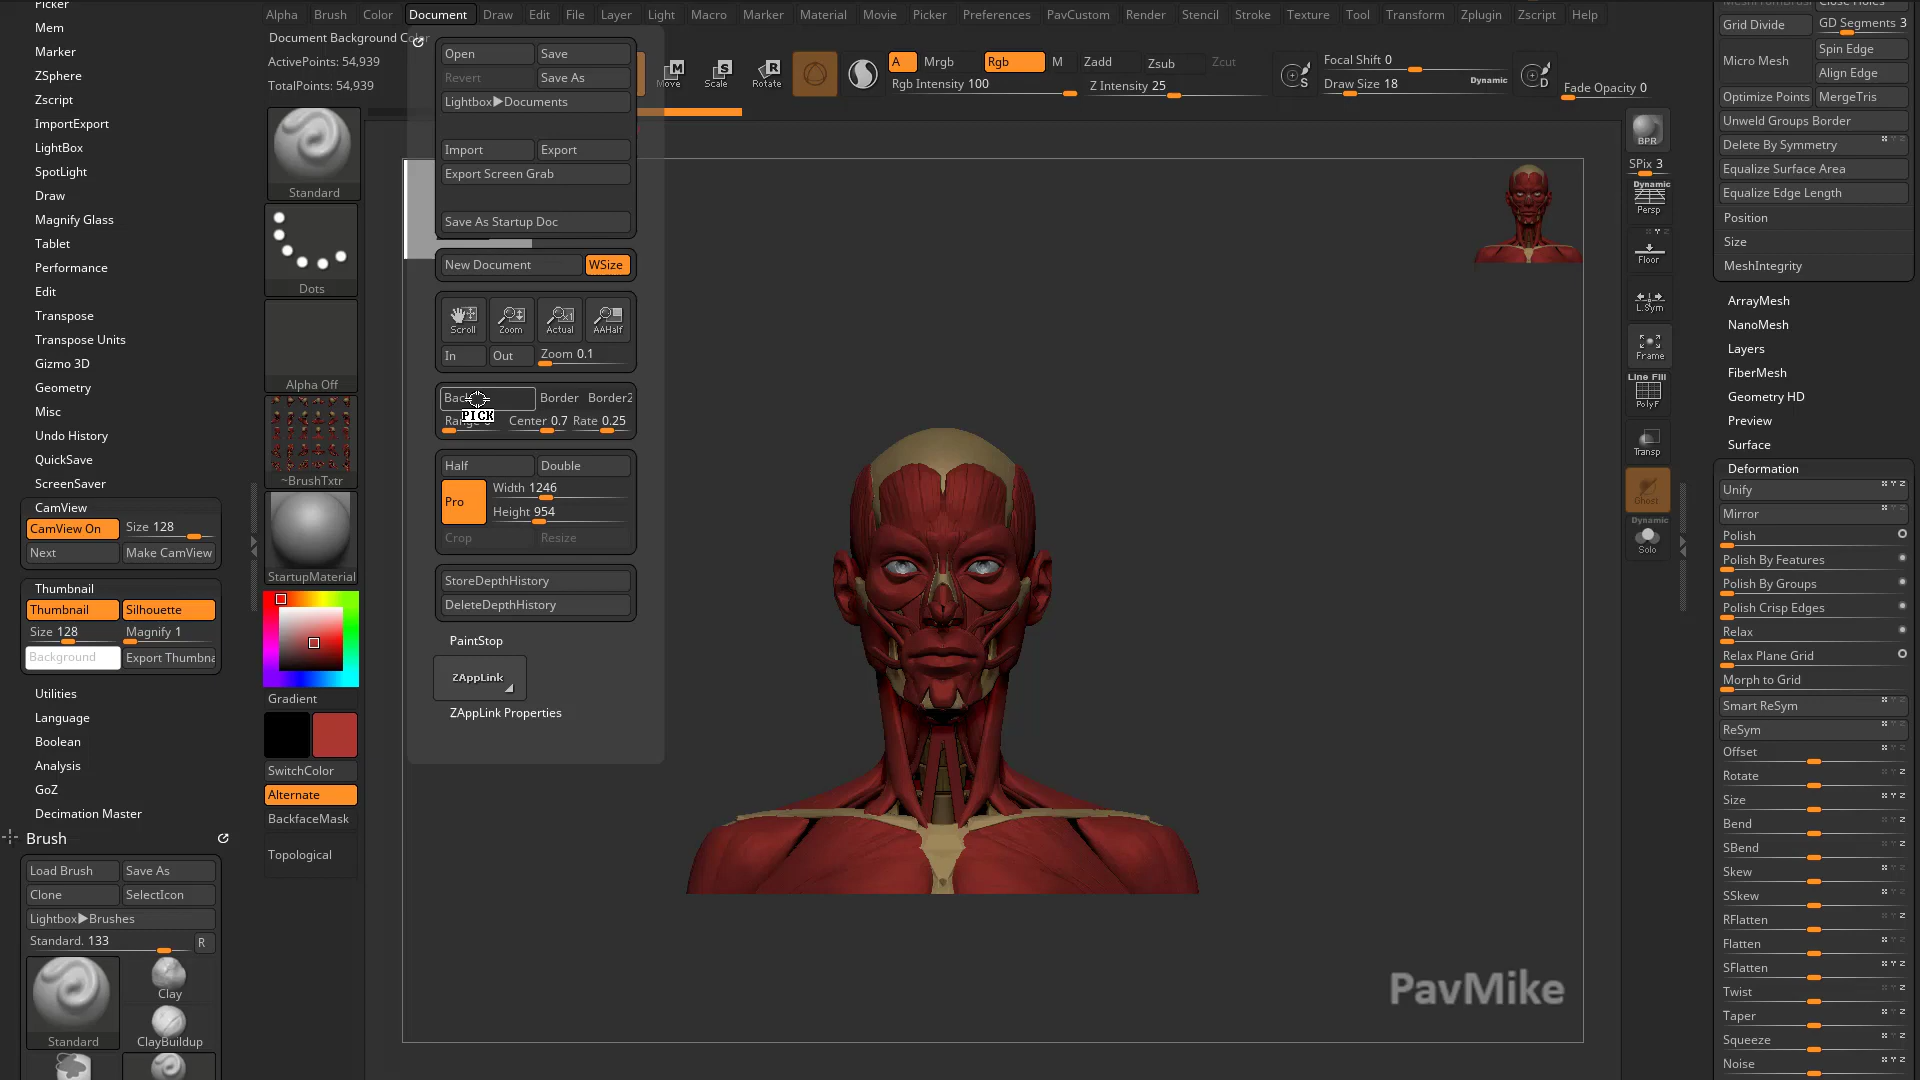 Alpha Brush Color Document Draw Edit File Layer Light Macro Marker Material Movie Picker Preferences PavCustom Render Stencil Stroke Texture Tool Transform Zplugin Zscript Help
Document Background
ActivePoints: 54,939
TotalPoints: 54,939
Picker
Mem
Marker
ZSphere
Zscript
ImportExport
LightBox
SpotLight
Draw
Magnify Glass
Tablet
Performance
Edit
Transpose
Transpose Units
Gizmo 3D
Geometry
Misc
Undo History
QuickSave
ScreenSaver
CamView
CamView On Size 128
Next Make CamView
Thumbnail
Thumbnail Silhouette
Size 128 Magnify 1
Background Export Thumbna
Utilities
Language
Boolean
Analysis
GoZ
Decimation Master
Brush
Load Brush Save As
Clone SelectIcon
Lightbox▶Brushes
Standard. 133 R
Clay
Standard ClayBuildup
Standard
Dots
Alpha Off
~BrushTxtr
StartupMaterial
Gradient
SwitchColor
Alternate
BackfaceMask
Topological
Open Save
Revert Save As
Lightbox▶Documents
Import Export
Export Screen Grab
Save As Startup Doc
New Document WSize
Scroll Zoom Actual AAHalf
In Out Zoom 0.1
Border Border2
PICK
Center 0.7 Rate 0.25
Half Double
Pro Width 1246
Height 954
Crop Resize
StoreDepthHistory
DeleteDepthHistory
PaintStop
ZAppLink
ZAppLink Properties
Move Scale Rotate
A Mrgb Rgb M Zadd Zsub Zcut
Rgb Intensity 100 Z Intensity 25
S Focal Shift 0
Draw Size 18 Dynamic
D Fade Opacity 0
BPR
SPix 3
Dynamic
Persp
Floor
L.Sym
Frame
Line Fill
PolyF
Transp
Ghost
Dynamic
Solo
PavMike
Grid Divide GD Segments 3
Micro Mesh Spin Edge
Align Edge
Optimize Points MergeTris
Unweld Groups Border
Delete By Symmetry
Equalize Surface Area
Equalize Edge Length
Position
Size
MeshIntegrity
ArrayMesh
NanoMesh
Layers
FiberMesh
Geometry HD
Preview
Surface
Deformation
Unify
Mirror
Polish
Polish By Features
Polish By Groups
Polish Crisp Edges
Relax
Relax Plane Grid
Morph to Grid
Smart ReSym
ReSym
Offset
Rotate
Size
Bend
SBend
Skew
SSkew
RFlatten
Flatten
SFlatten
Twist
Taper
Squeeze
Noise